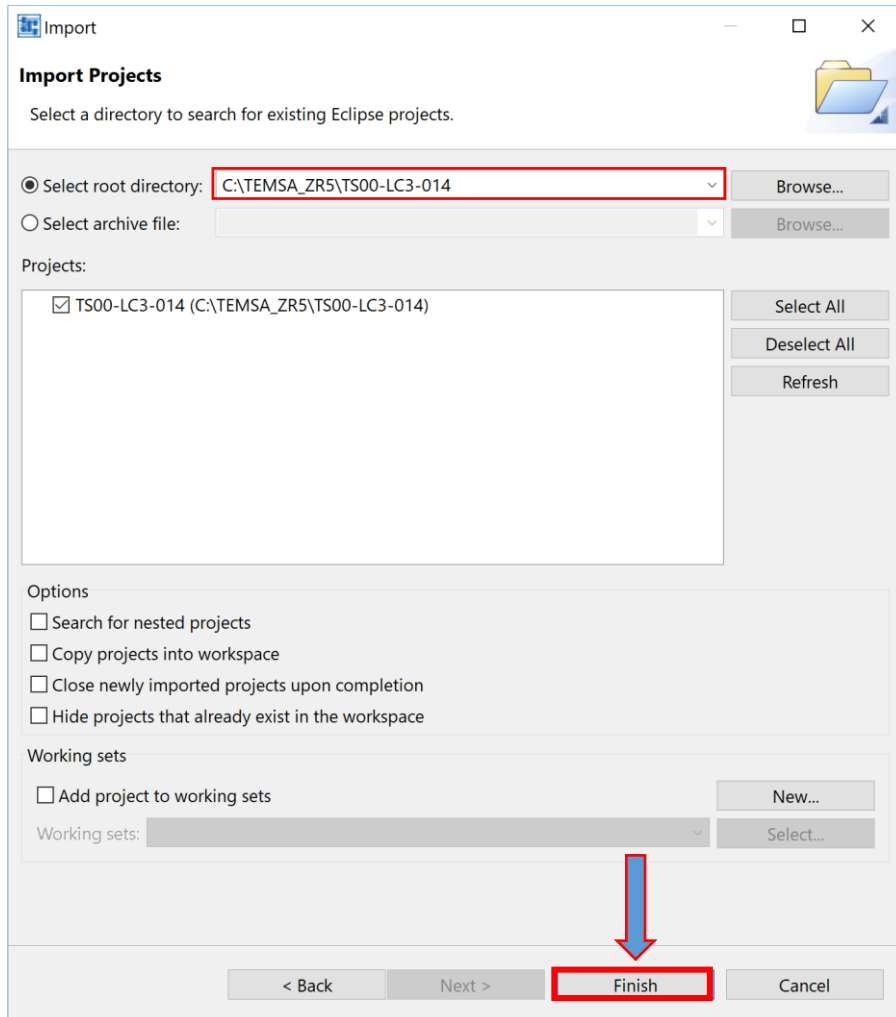 Import
Import Projects
Select a directory to search for existing Eclipse projects.
Select root directory: C:\TEMSA_ZR5\TS00-LC3-014 Browse...
Select archive file: Browse...
Projects:
TS00-LC3-014 (C:\TEMSA_ZR5\TS00-LC3-014) Select All
Deselect All
Refresh
Options
Search for nested projects
Copy projects into workspace
Close newly imported projects upon completion
Hide projects that already exist in the workspace
Working sets
Add project to working sets New...
Working sets: Select...
< Back Next > Finish Cancel